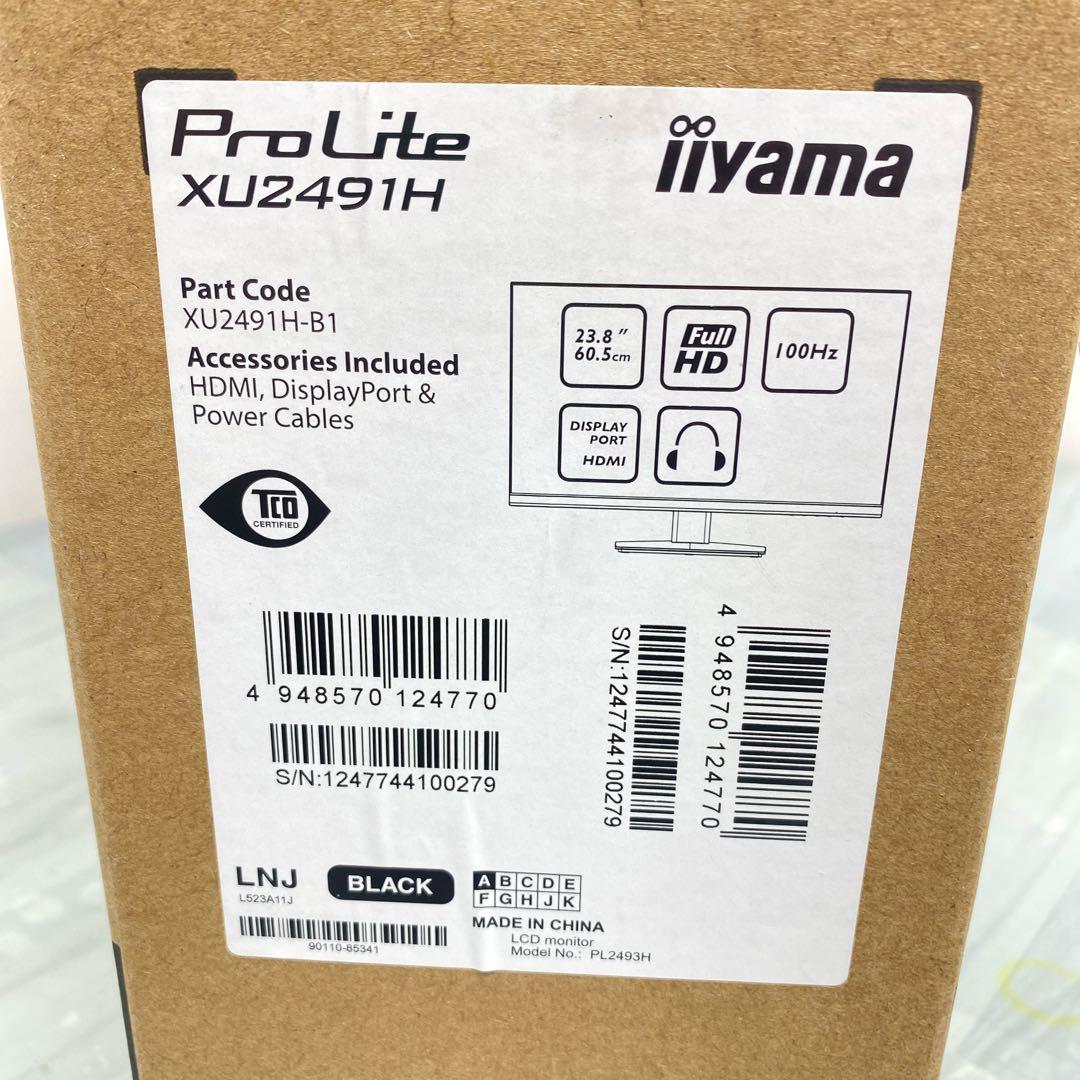 ProLite
XU2491H
iiyama
Part Code
XU2491H-B1
Accessories Included
HDMI, DisplayPort &
Power Cables
23.8”
60.5cm
Full
HD
100Hz
DISPLAY
PORT
HDMI
TCO
CERTIFIED
4 948570 124770
S/N:1247744100279
S/N:1247744100279
4 948570 124770
LNJ
L523A11J
BLACK
A B C D E
F G H J K
90110-85341
MADE IN CHINA
LCD monitor
Model No.: PL2493H